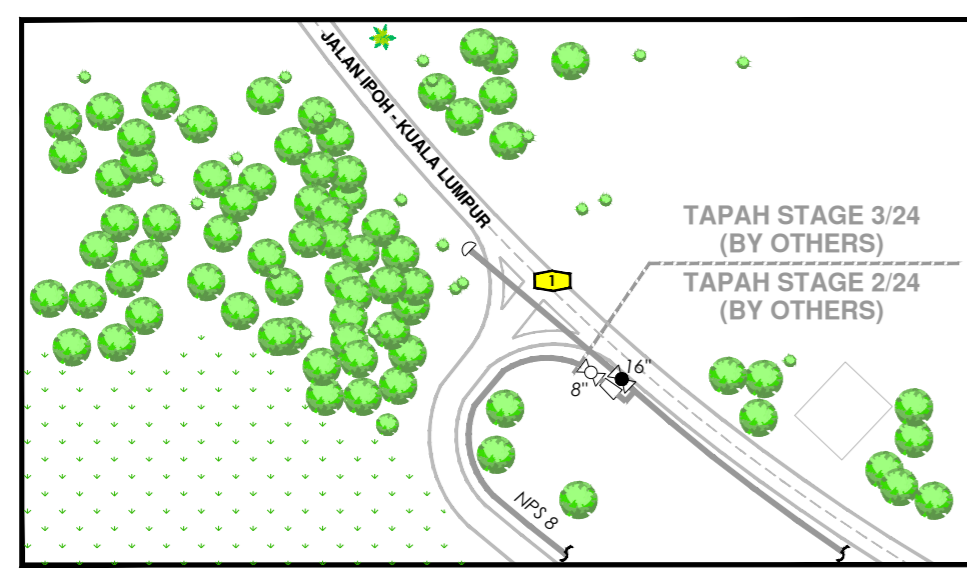 JALAN IPOH - KUALA LUMPUR
TAPAH STAGE 3/24
(BY OTHERS)
1
TAPAH STAGE 2/24
(BY OTHERS)
16"
8"
NPS 8